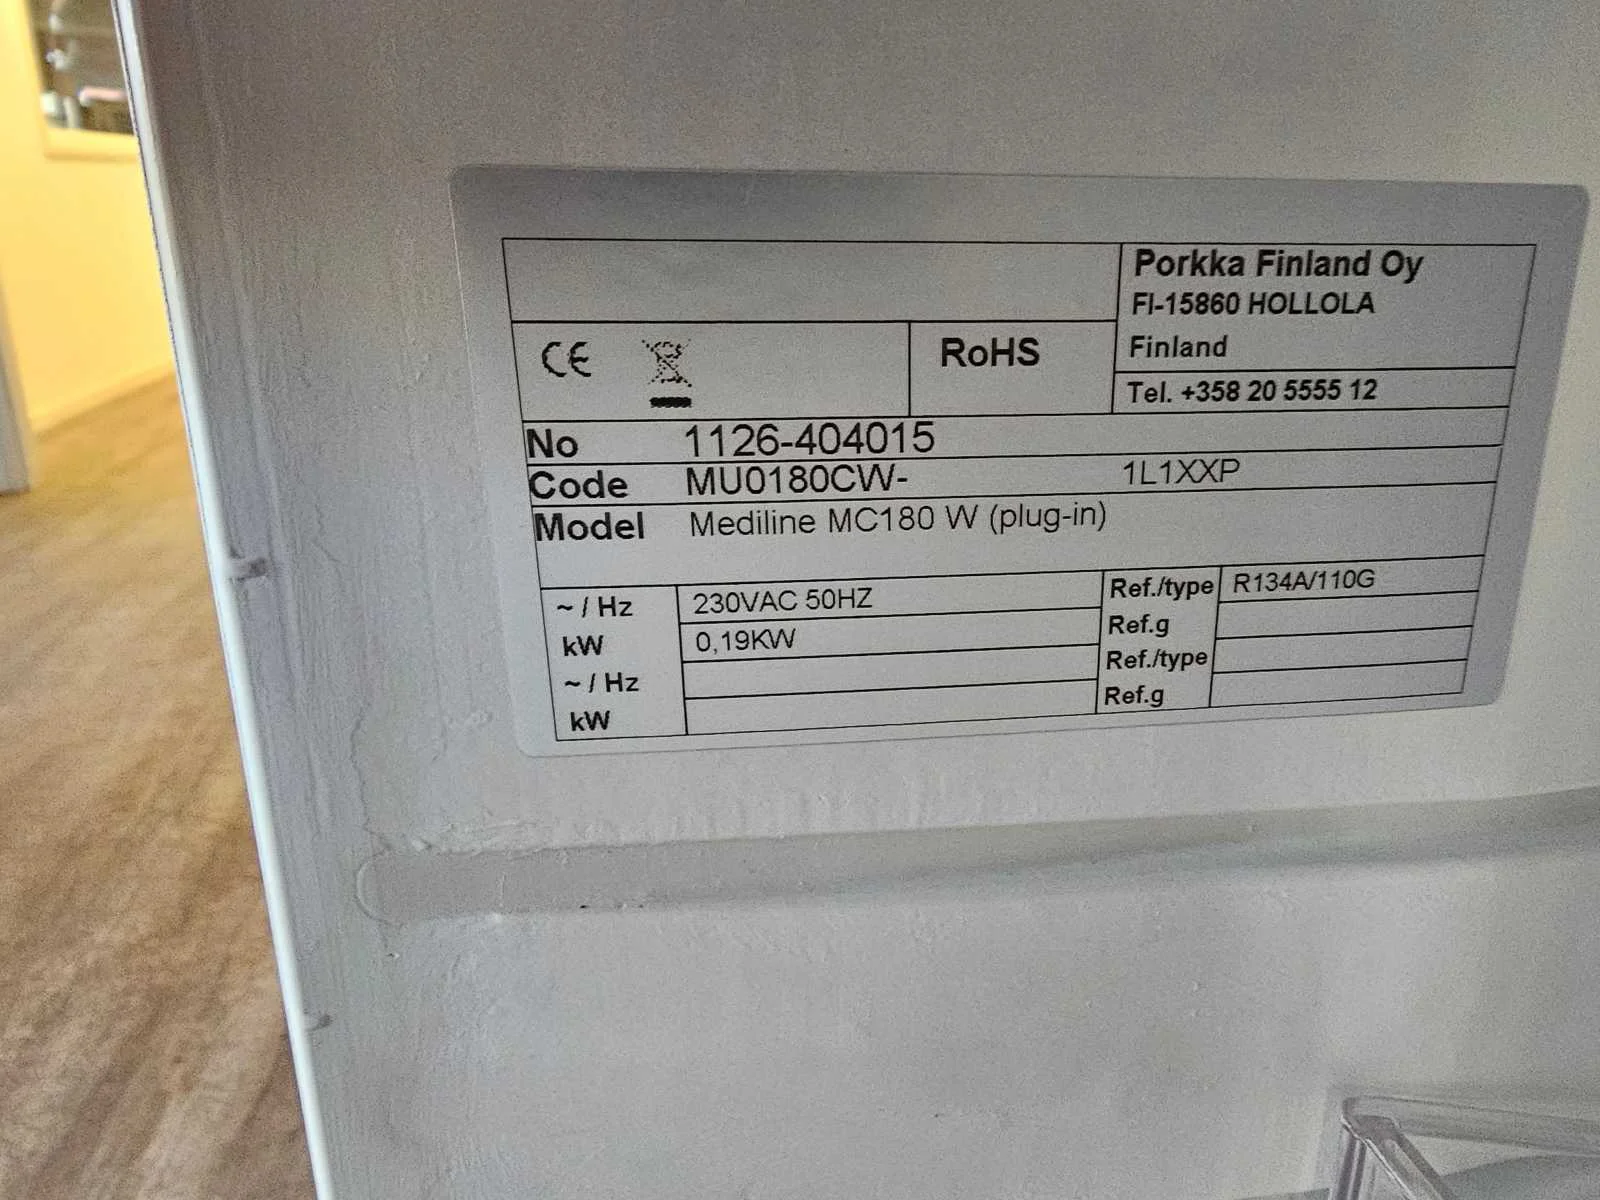 Porkka Finland Oy
FI-15860 HOLLOLA
Finland
Tel. +358 20 5555 12
CE
RoHS
No 1126-404015
Code MU0180CW- 1L1XXP
Model Mediline MC180 W (plug-in)
~ / Hz 230VAC 50HZ Ref./type R134A/110G
kW 0,19KW Ref.g
~ / Hz Ref./type
kW Ref.g